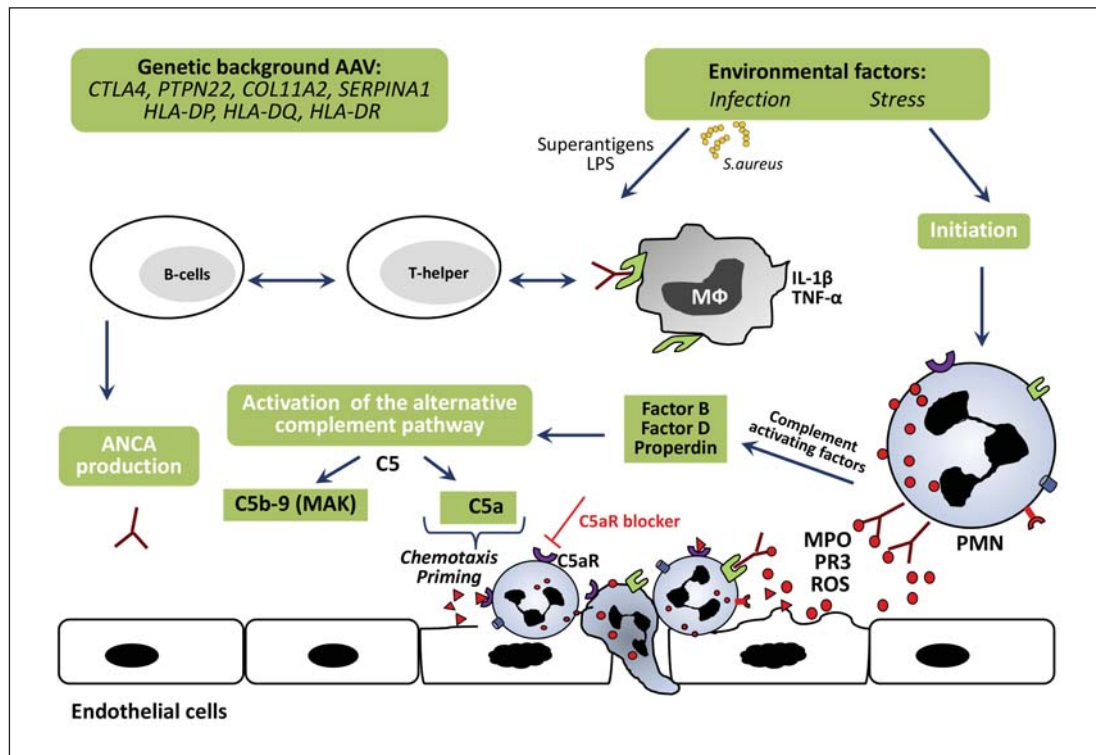 Genetic background AAV:
CTLA4, PTPN22, COL11A2, SERPINA1
HLA-DP, HLA-DQ, HLA-DR
Environmental factors:
Infection Stress
Superantigens
LPS
S.aureus
Initiation
B-cells
T-helper
MΦ
IL-1β
TNF-α
Activation of the alternative
complement pathway
Factor B
Factor D
Properdin
Complement
activating factors
ANCA
production
C5
C5b-9 (MAK)
C5a
C5aR blocker
Chemotaxis
Priming
C5aR
MPO
PR3
ROS
PMN
Endothelial cells